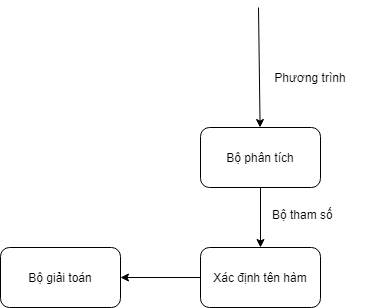 Phương trình
Bộ phân tích
Bộ tham số
Bộ giải toán
Xác định tên hàm